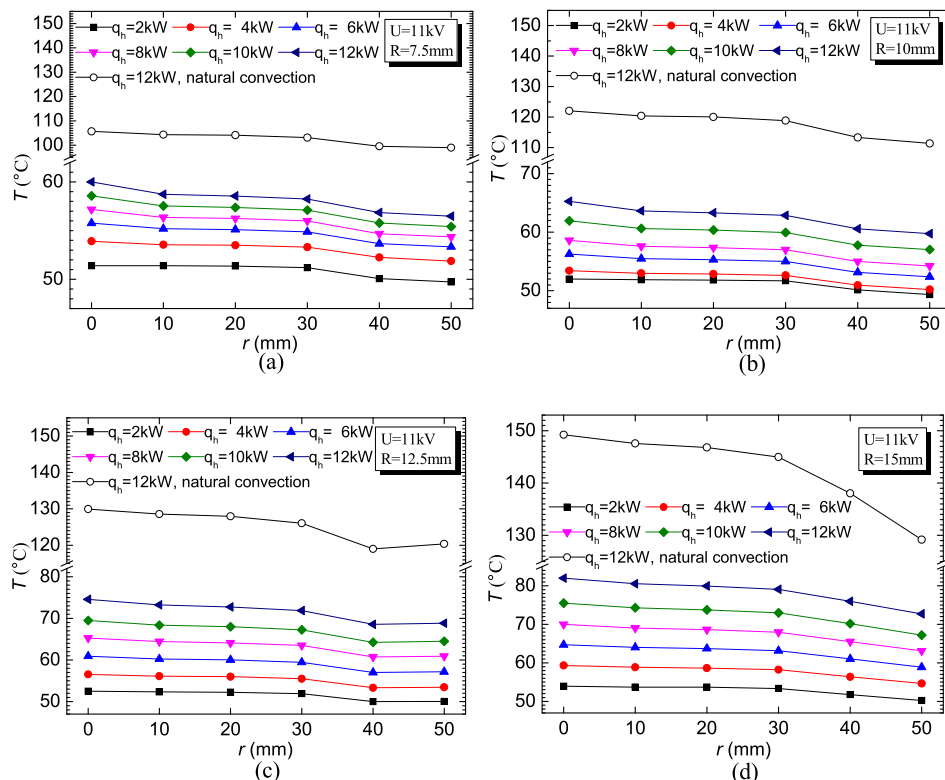 150
140
130
120
110
100
60
50
T (°C)
q_h=2kW q_h= 4kW q_h= 6kW
q_h=8kW q_h=10kW q_h=12kW
q_h=12kW, natural convection
U=11kV
R=7.5mm
0 10 20 30 40 50
r (mm)
(a)
150
140
130
120
110
70
60
50
T (°C)
q_h=2kW q_h= 4kW q_h= 6kW
q_h=8kW q_h=10kW q_h=12kW
q_h=12kW, natural convection
U=11kV
R=10mm
0 10 20 30 40 50
r (mm)
(b)
150
140
130
120
80
70
60
50
T (°C)
q_h=2kW q_h= 4kW q_h= 6kW
q_h=8kW q_h=10kW q_h=12kW
q_h=12kW, natural convection
U=11kV
R=12.5mm
0 10 20 30 40 50
r (mm)
(c)
150
140
130
80
70
60
50
T (°C)
U=11kV
R=15mm
q_h=2kW q_h= 4kW q_h= 6kW
q_h=8kW q_h=10kW q_h=12kW
q_h=12kW, natural convection
0 10 20 30 40 50
r (mm)
(d)